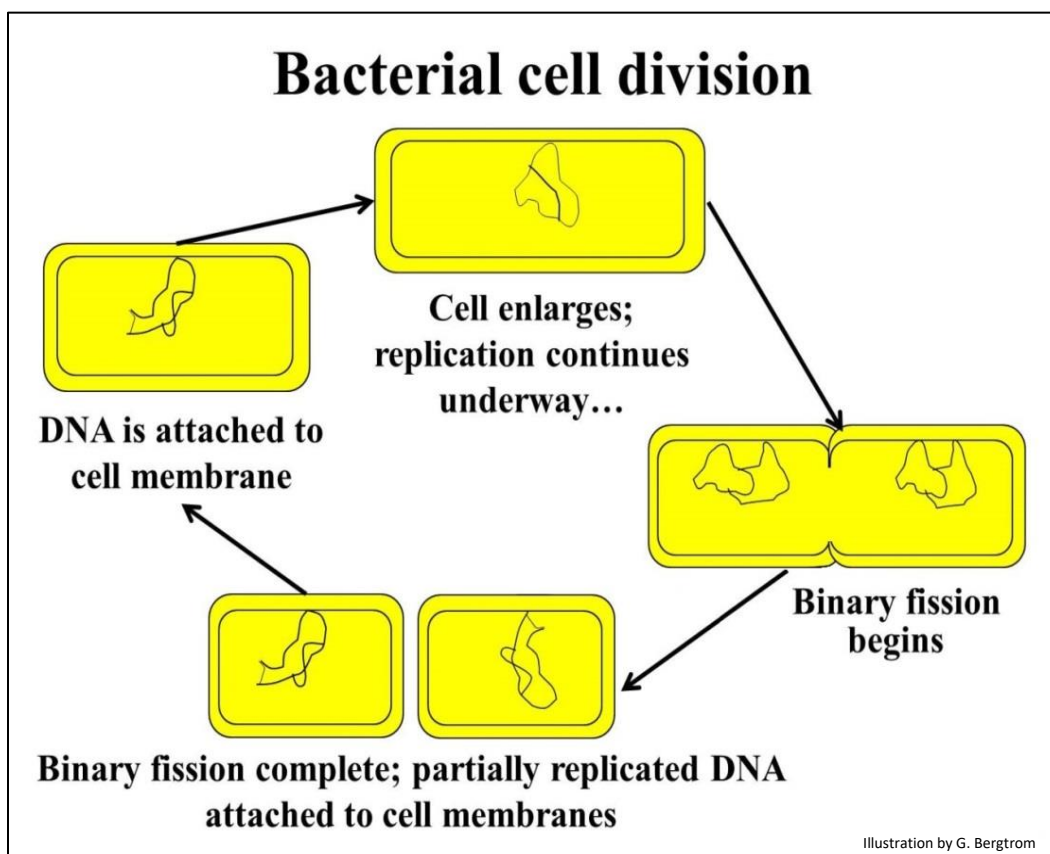 Bacterial cell division
Cell enlarges;
replication continues
underway…
DNA is attached to
cell membrane
Binary fission
begins
Binary fission complete; partially replicated DNA
attached to cell membranes
Illustration by G. Bergtrom